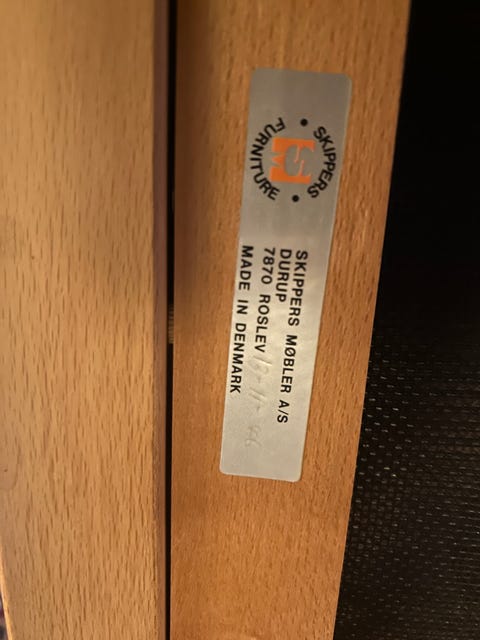 SKIPPERS
FURNITURE
SKIPPERS MØBLER A/S
DURUP
7870 ROSLEV
MADE IN DENMARK